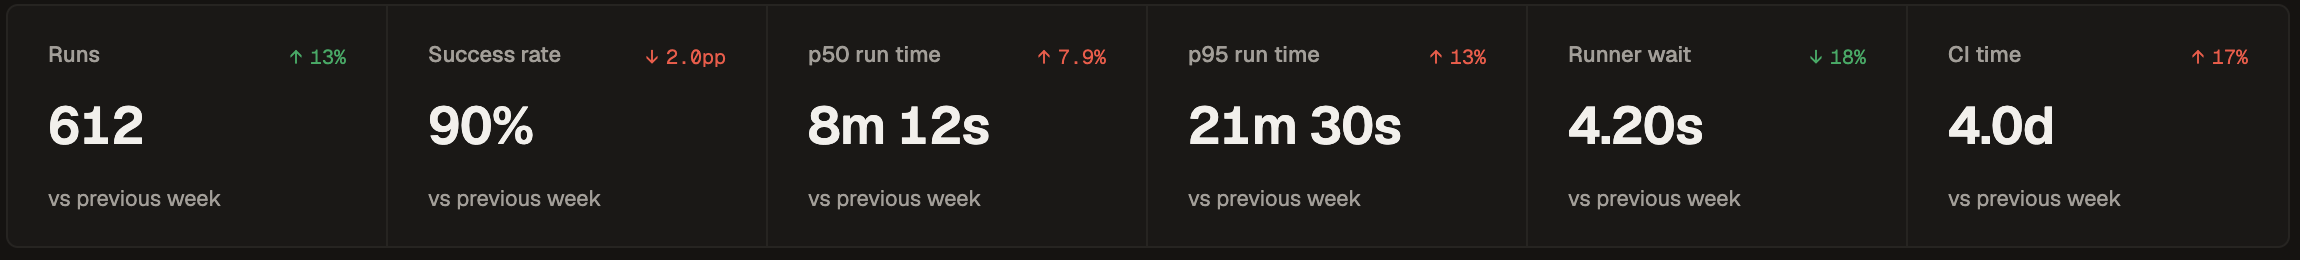 Runs ↑ 13%
612
vs previous week
Success rate ↓ 2.0pp
90%
vs previous week
p50 run time ↑ 7.9%
8m 12s
vs previous week
p95 run time ↑ 13%
21m 30s
vs previous week
Runner wait ↓ 18%
4.20s
vs previous week
CI time ↑ 17%
4.0d
vs previous week